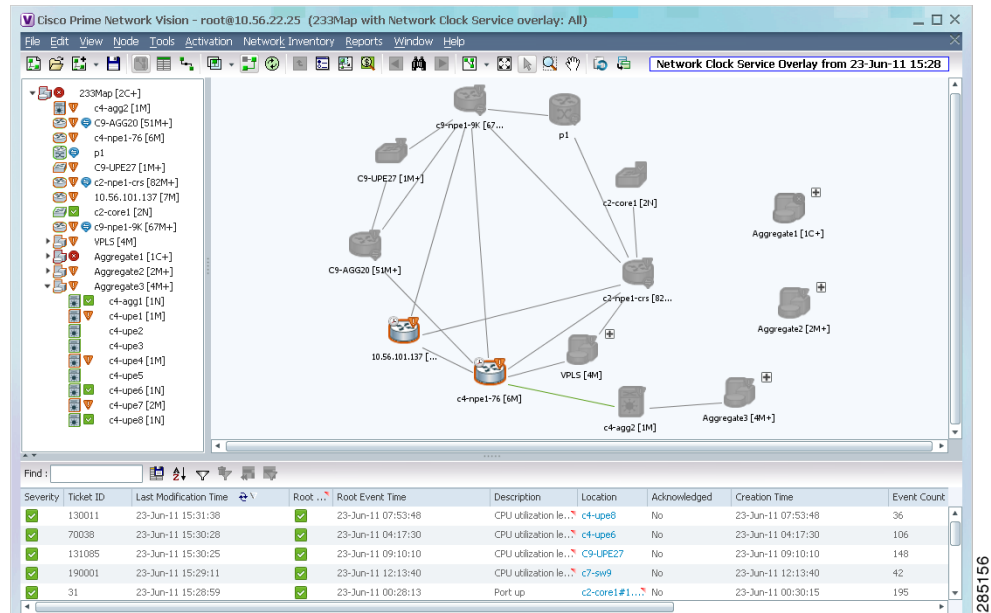 Cisco Prime Network Vision - root@10.56.22.25 (233Map with Network Clock Service overlay: All)
File Edit View Node Tools Activation Network Inventory Reports Window Help
Network Clock Service Overlay from 23-Jun-11 15:28
233Map [2C+]
c4-agg2 [1M]
C9-AGG20 [51M+]
c4-npe1-76 [6M]
p1
C9-UPE27 [1M+]
c2-npe1-crs [82M+]
10.56.101.137 [7M]
c2-core1 [2N]
c9-npe1-9K [67M+]
VPLS [4M]
Aggregate1 [1C+]
Aggregate2 [2M+]
Aggregate3 [4M+]
c4-agg1 [1N]
c4-upe1 [1M]
c4-upe2
c4-upe3
c4-upe4 [1M]
c4-upe5
c4-upe6 [1N]
c4-upe7 [2M]
c4-upe8 [1N]
c9-npe1-9K [67...
p1
C9-UPE27 [1M+]
c2-core1 [2N]
Aggregate1 [1C+]
C9-AGG20 [51M+]
c2-npe1-crs [82...
Aggregate2 [2M+]
10.56.101.137 [...
VPLS [4M]
c4-npe1-76 [6M]
Aggregate3 [4M+]
c4-agg2 [1M]
Find :
Severity Ticket ID Last Modification Time Root ... Root Event Time Description Location Acknowledged Creation Time Event Count
130011 23-Jun-11 15:31:38 23-Jun-11 07:53:48 CPU utilization le... c4-upe8 No 23-Jun-11 07:53:48 36
70038 23-Jun-11 15:30:28 23-Jun-11 04:17:30 CPU utilization le... c4-upe6 No 23-Jun-11 04:17:30 106
131085 23-Jun-11 15:30:25 23-Jun-11 09:10:10 CPU utilization le... C9-UPE27 No 23-Jun-11 09:10:10 148
190001 23-Jun-11 15:29:11 23-Jun-11 12:13:40 CPU utilization le... c7-sw9 No 23-Jun-11 12:13:40 42
31 23-Jun-11 15:28:59 23-Jun-11 00:28:13 Port up c2-core1#1... No 23-Jun-11 00:30:15 195
285156